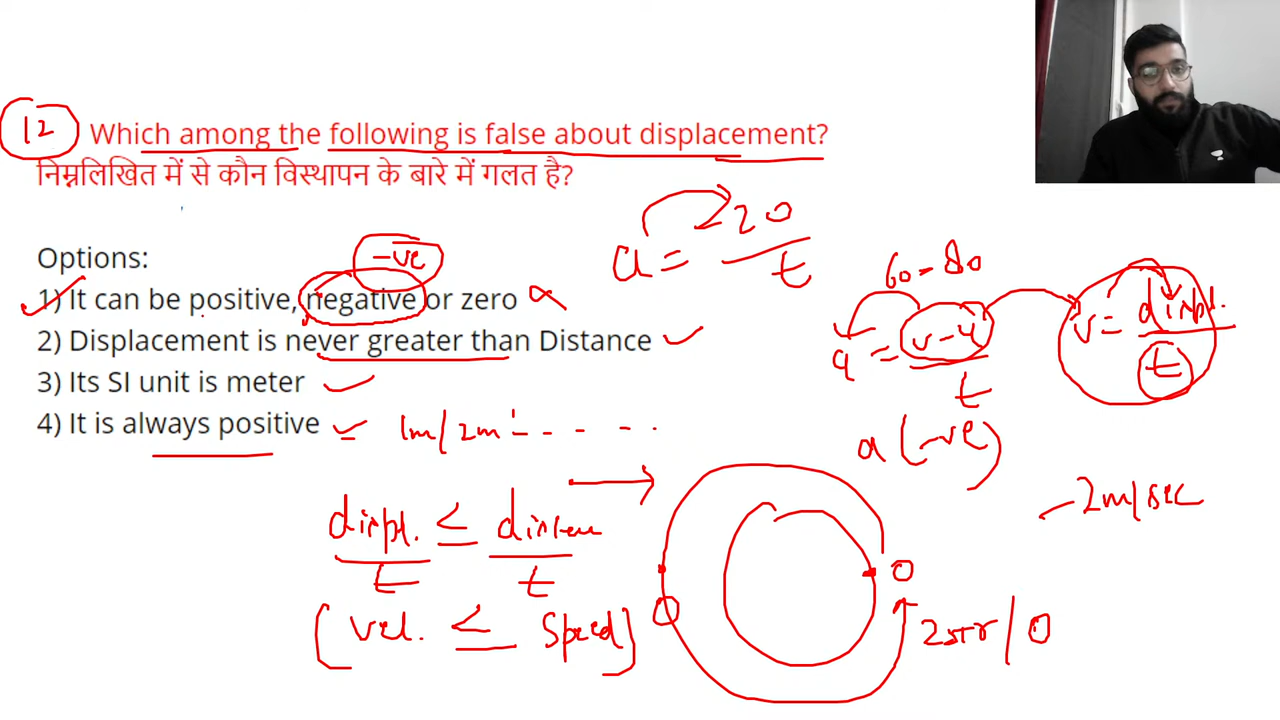 12 Which among the following is false about displacement?
निम्नलिखित में से कौन विस्थापन के बारे में गलत है?
Options:
-ve
1) It can be positive, negative or zero
2) Displacement is never greater than Distance
3) Its SI unit is meter
4) It is always positive
1m/2m
a = 20/t
60-80
a = v-u/t
v = displ./t
a (-ve)
-2m/sec
displ./t ≤ /t
[vel. ≤ speed]
0
2πr/0